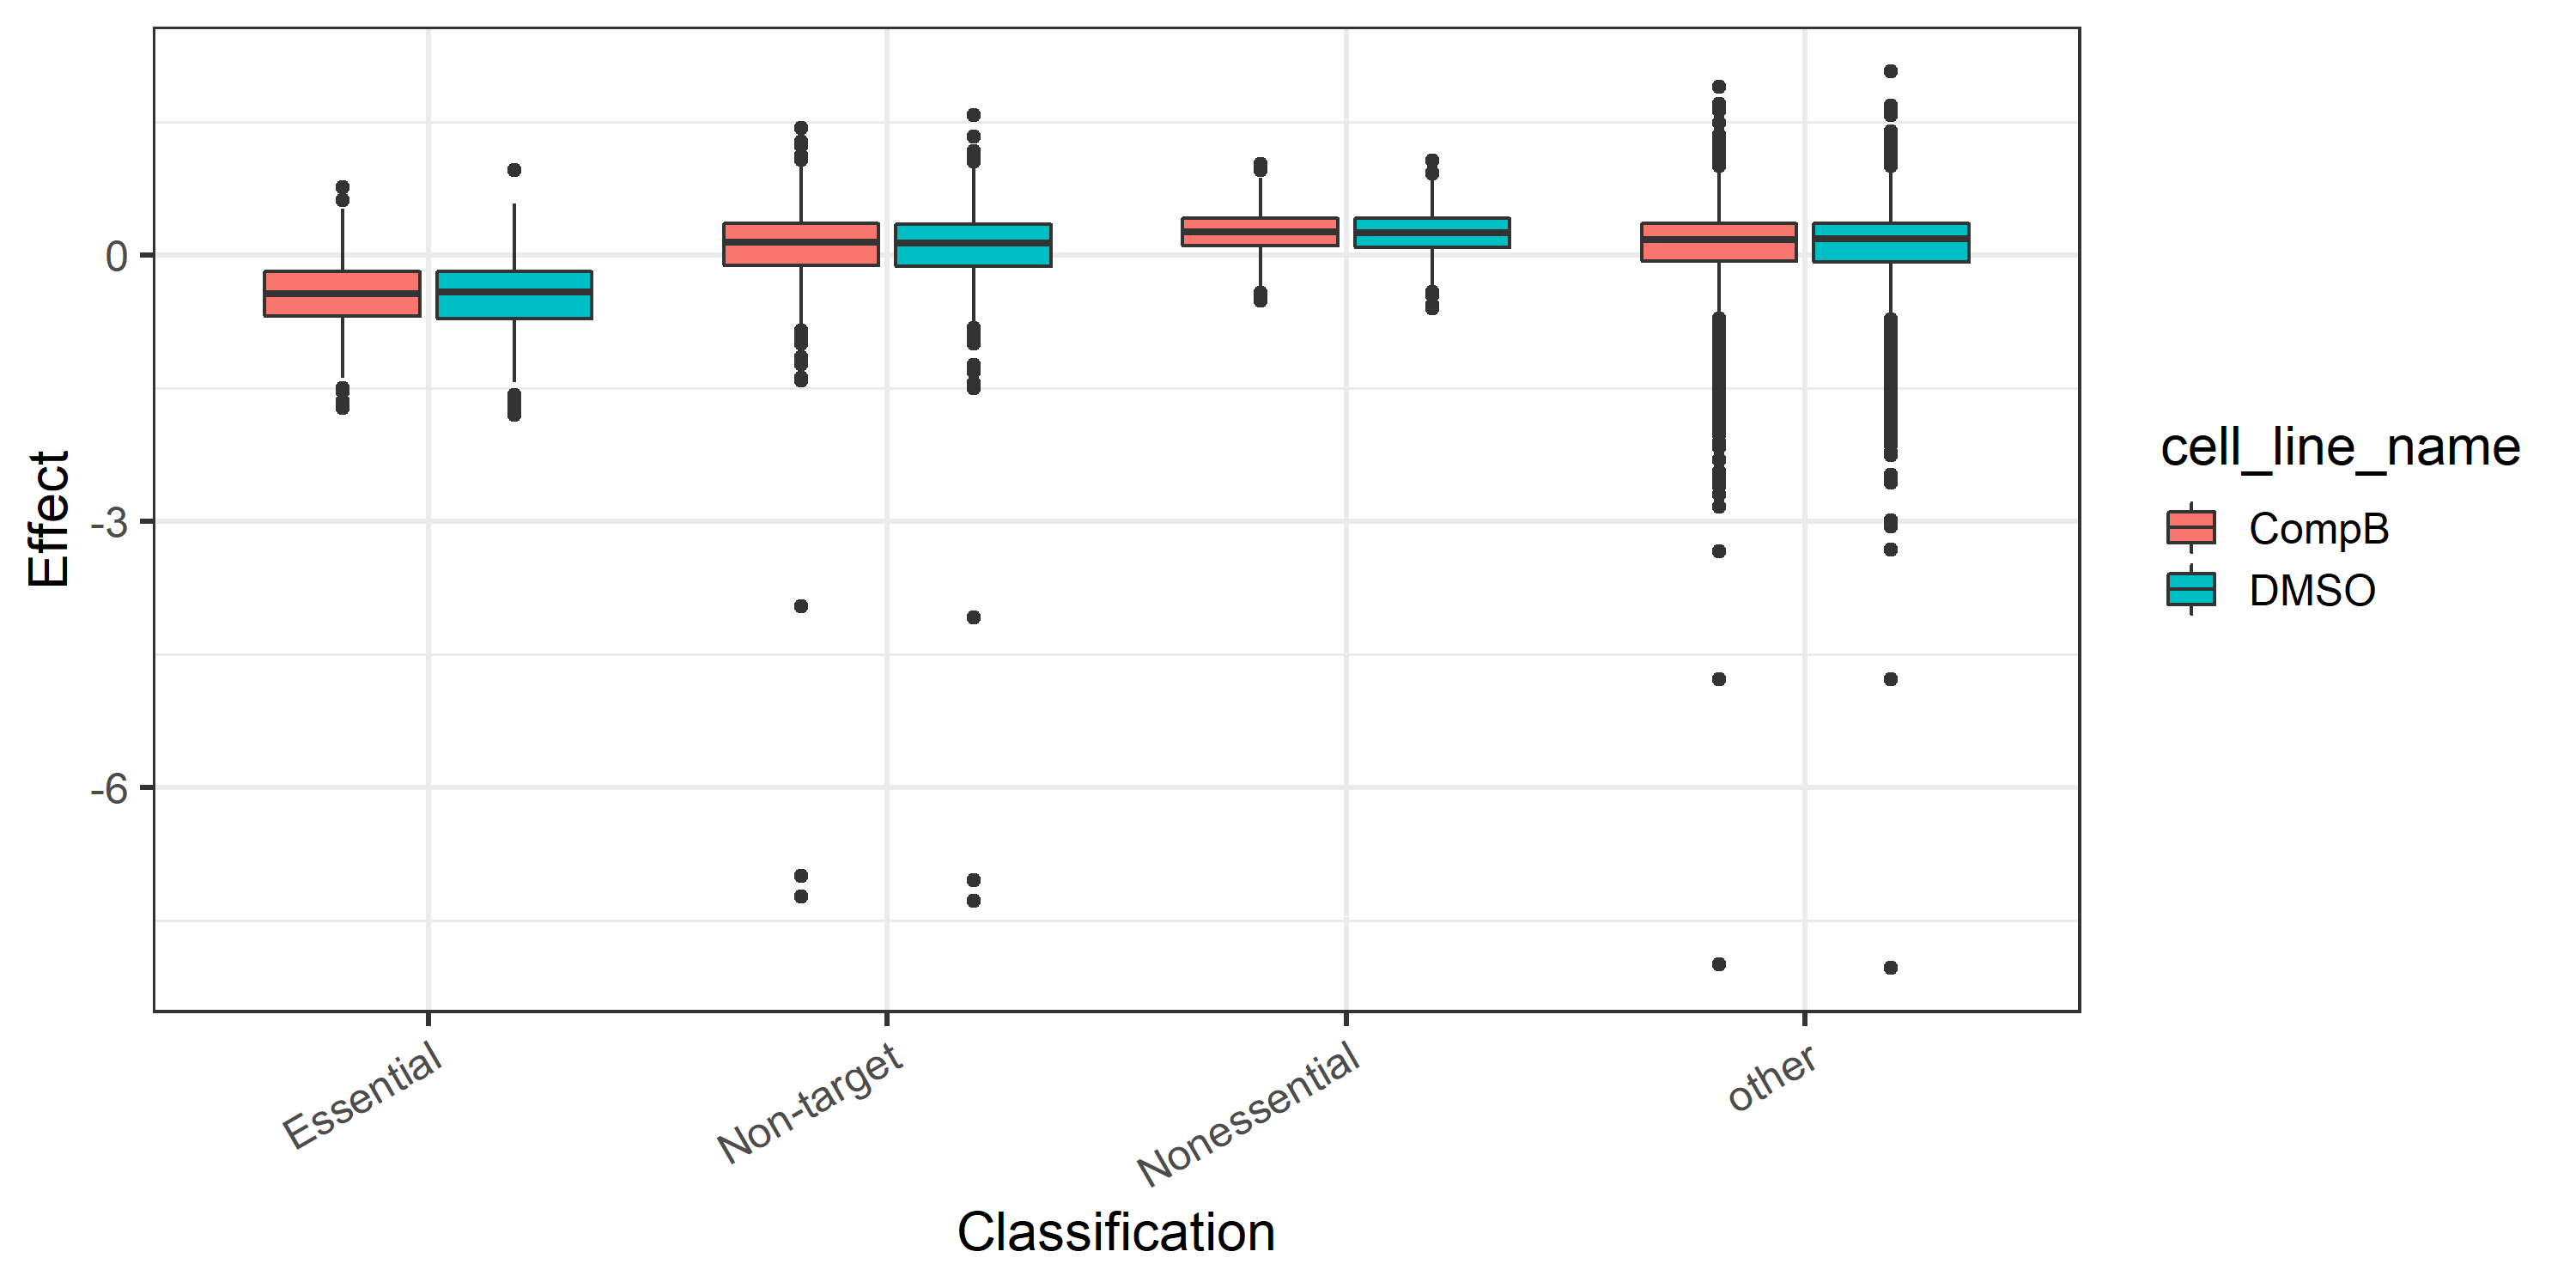 Effect
0
-3
-6
Essential
Non-target
Nonessential
other
Classification
cell_line_name
CompB
DMSO